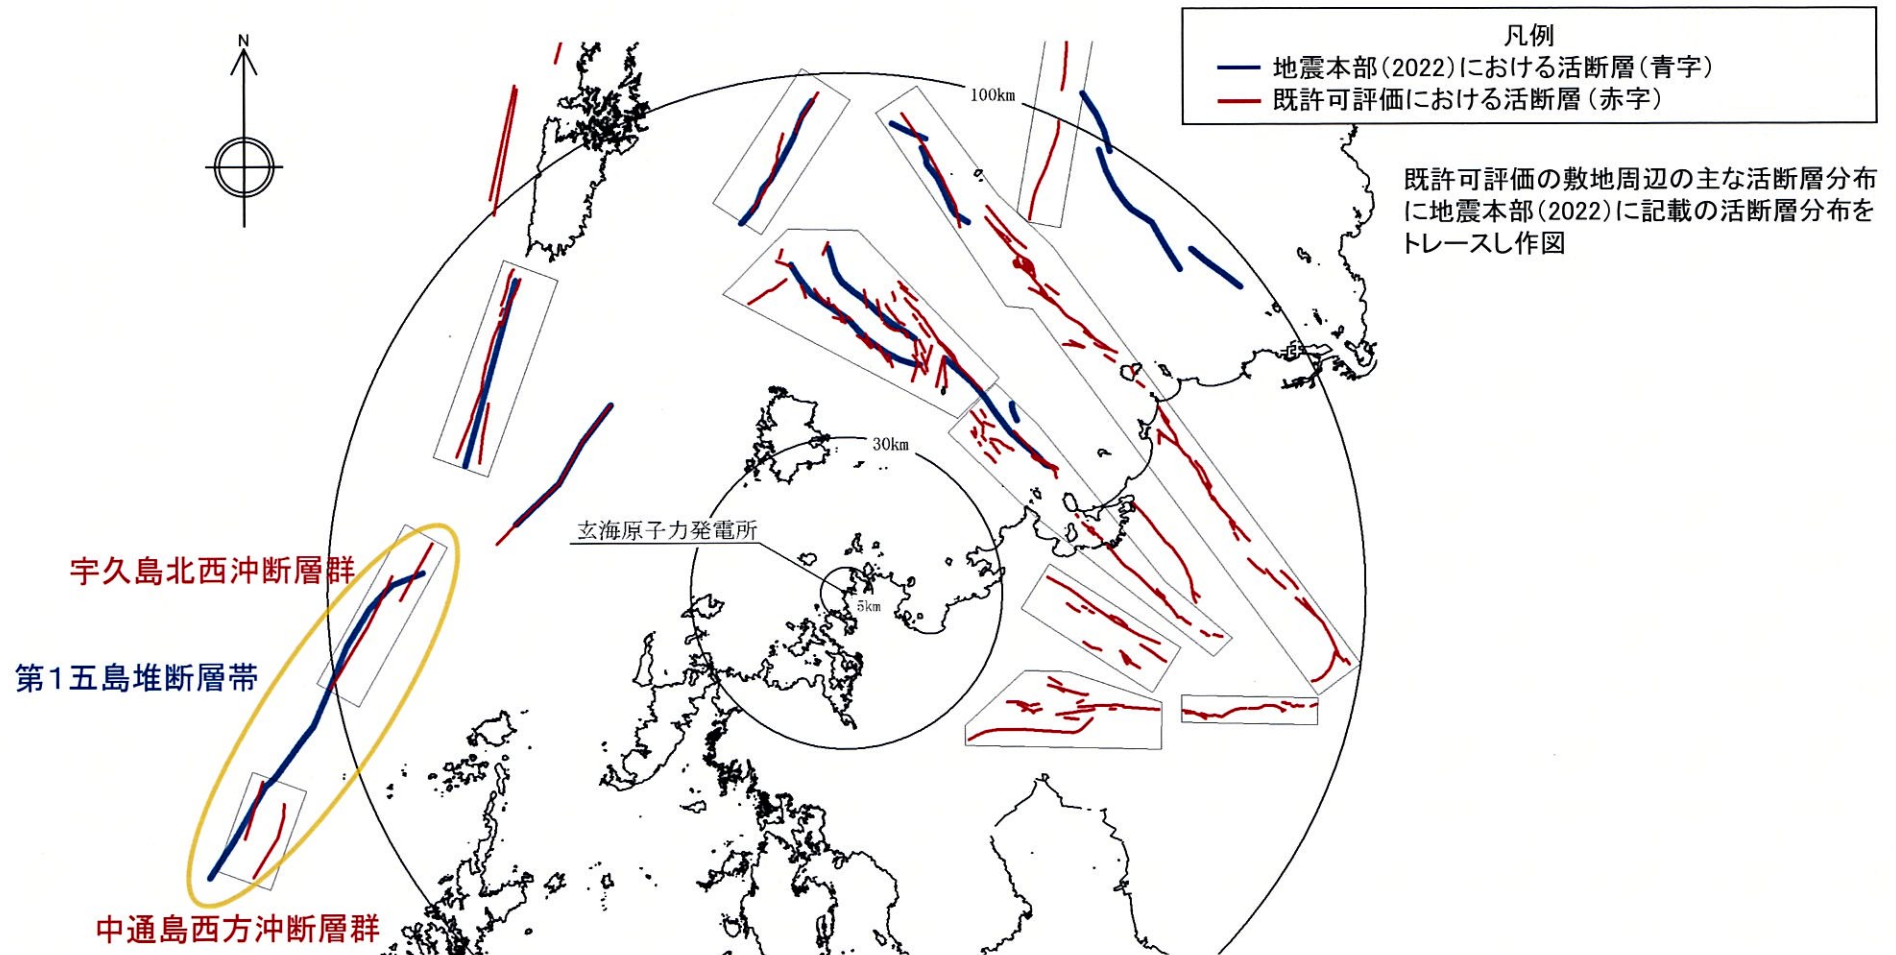 N
凡例
地震本部(2022)における活断層(青字)
既許可評価における活断層(赤字)
100km
既許可評価の敷地周辺の主な活断層分布
に地震本部(2022)に記載の活断層分布を
トレースし作図
30km
玄海原子力発電所
宇久島北西沖断層群
5km
第1五島堆断層帯
中通島西方沖断層群